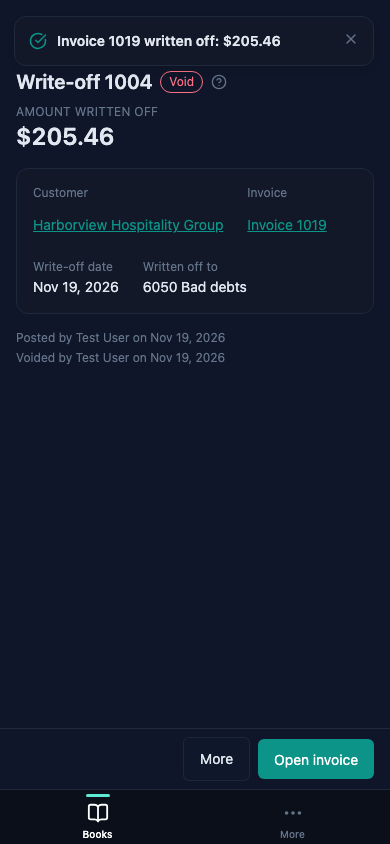 Invoice 1019 written off: $205.46
Write-off 1004 Void
AMOUNT WRITTEN OFF
$205.46
Customer Invoice
Harborview Hospitality Group Invoice 1019
Write-off date Written off to
Nov 19, 2026 6050 Bad debts
Posted by Test User on Nov 19, 2026
Voided by Test User on Nov 19, 2026
More Open invoice
Books More